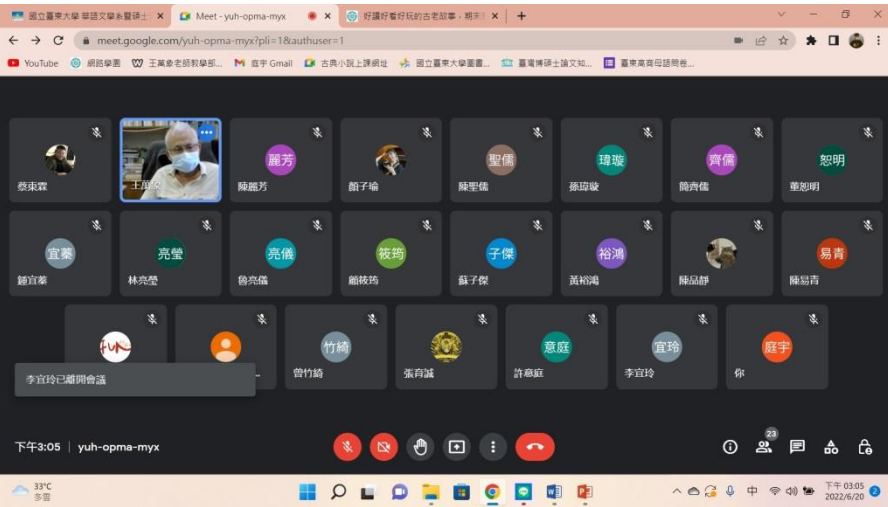 國立臺東大學 華語文學系暨碩士
Meet - yuh-opma-myx
好讀好看好玩的古老故事 - 期末
meet.google.com/yuh-opma-myx?pli=1&authuser=1
YouTube
網路學園
王萬象老師教學部...
庭宇 Gmail
古典小說上課網址
國立臺東大學圖書...
臺灣博碩士論文知...
臺東高商母語問卷...
蔡束霖
王萬象
麗芳
陳麗芳
顏子瑜
聖儒
陳聖儒
瑋璇
孫瑋璇
齊儒
簡齊儒
恕明
董恕明
宜蓁
鍾宜蓁
亮瑩
林亮瑩
亮儀
魯亮儀
筱筠
顧筱筠
子傑
蘇子傑
裕鴻
黃裕鴻
陳品靜
易青
陳易青
竹綺
曾竹綺
張育誠
意庭
許意庭
宜玲
李宜玲
庭宇
你
李宜玲已離開會議
下午3:05 | yuh-opma-myx
23
33°C
多雲
中
下午 03:05
2022/6/20
2